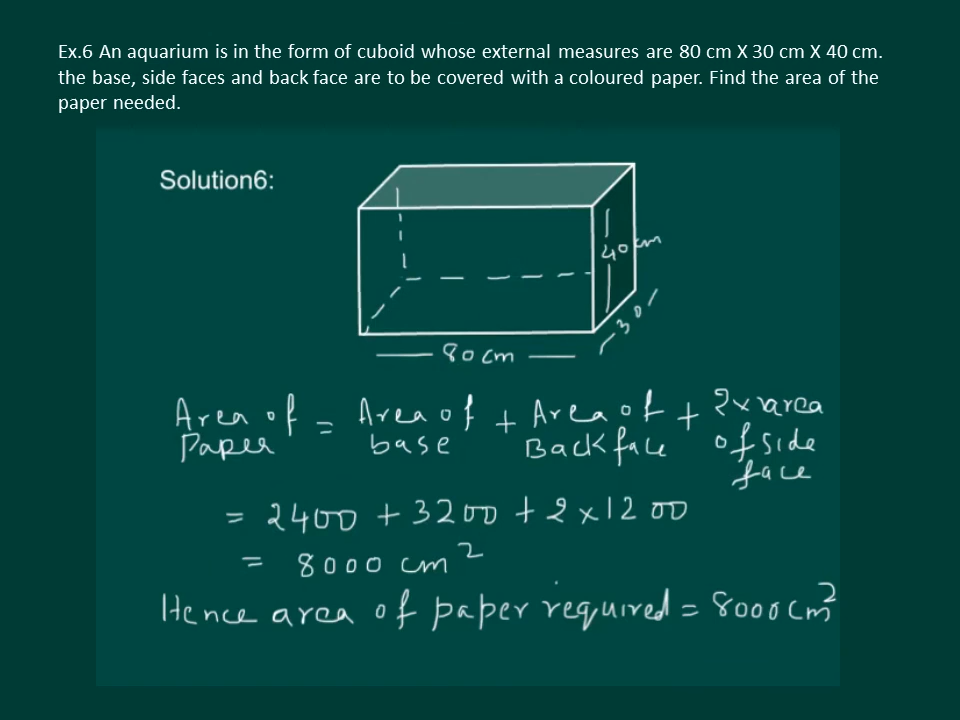 Ex.6 An aquarium is in the form of cuboid whose external measures are 80 cm X 30 cm X 40 cm.
the base, side faces and back face are to be covered with a coloured paper. Find the area of the
paper needed.
Solution6:
40 cm
30
80 cm
Area of Paper = Area of base + Area of Back face + 2 x area of side face
= 2400 + 3200 + 2 x 1200
= 8000 cm²
Hence area of paper required = 8000 cm²